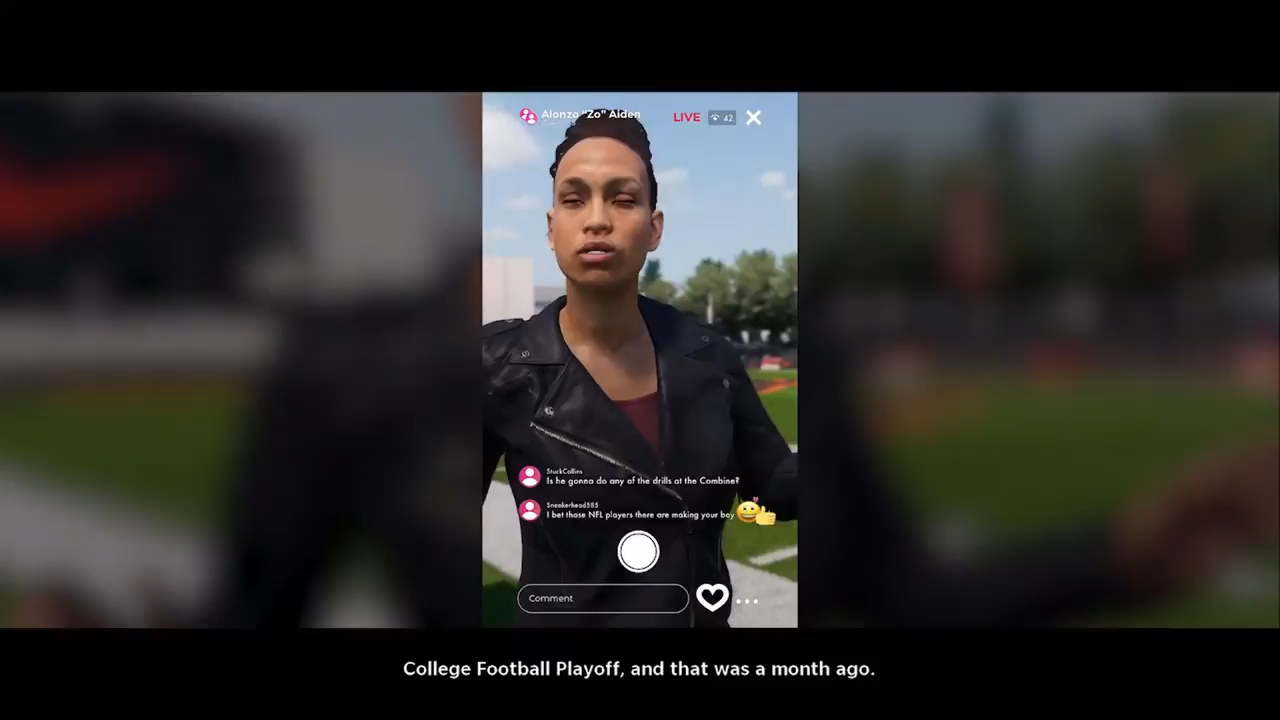 Alonzo "Zo" Aiden
LIVE
42
StuckCollins
Is he gonna do any of the drills at the Combine?
Sneakerhead585
I bet those NFL players there are making your boy
Comment
College Football Playoff, and that was a month ago.